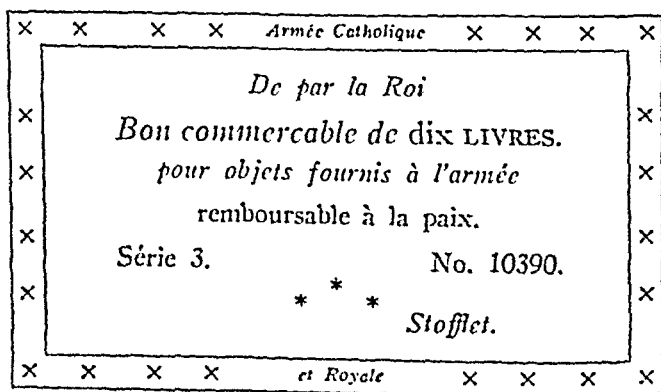 Armée Catholique
De par la Roi
Bon commercable de dix LIVRES.
pour objets fournis à l'armée
remboursable à la paix.
Série 3. No. 10390.
Stofflet.
et Royale